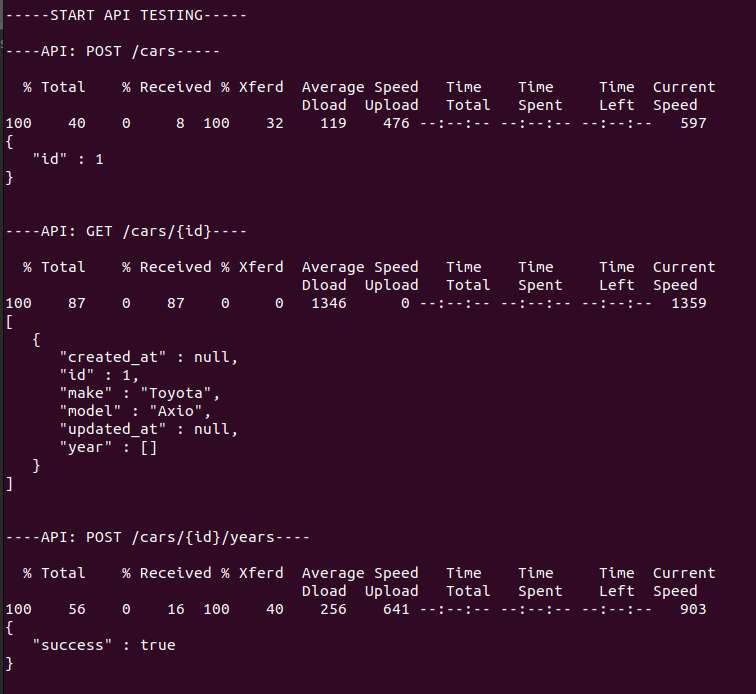 -----START API TESTING-----
----API: POST /cars-----
  % Total    % Received % Xferd  Average Speed   Time    Time     Time  Current
                                 Dload  Upload   Total   Spent    Left  Speed
100    40    0     8  100    32    119    476 --:--:-- --:--:-- --:--:--   597
{
   "id" : 1
}
----API: GET /cars/{id}----
  % Total    % Received % Xferd  Average Speed   Time    Time     Time  Current
                                 Dload  Upload   Total   Spent    Left  Speed
100    87    0    87    0     0   1346      0 --:--:-- --:--:-- --:--:--  1359
[
   {
      "created_at" : null,
      "id" : 1,
      "make" : "Toyota",
      "model" : "Axio",
      "updated_at" : null,
      "year" : []
   }
]
----API: POST /cars/{id}/years----
  % Total    % Received % Xferd  Average Speed   Time    Time     Time  Current
                                 Dload  Upload   Total   Spent    Left  Speed
100    56    0    16  100    40    256    641 --:--:-- --:--:-- --:--:--   903
{
   "success" : true
}